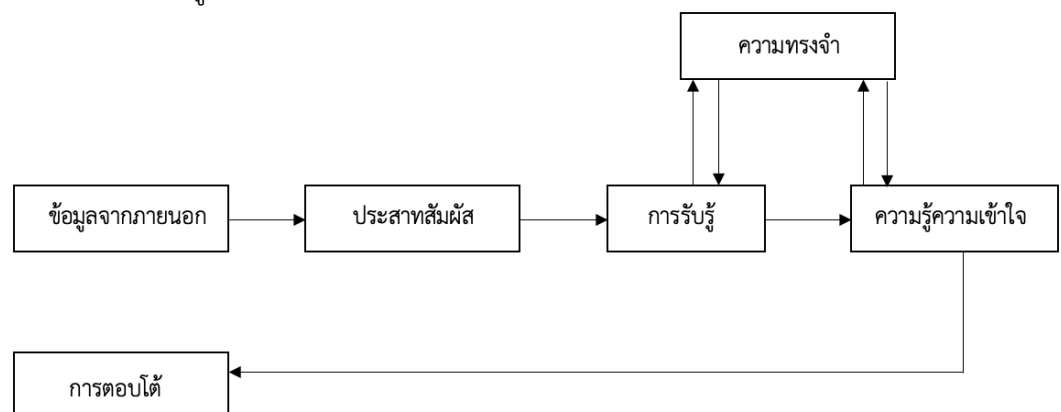 ความทรงจำ
ข้อมูลจากภายนอก
ประสาทสัมผัส
การรับรู้
ความรู้ความเข้าใจ
การตอบโต้